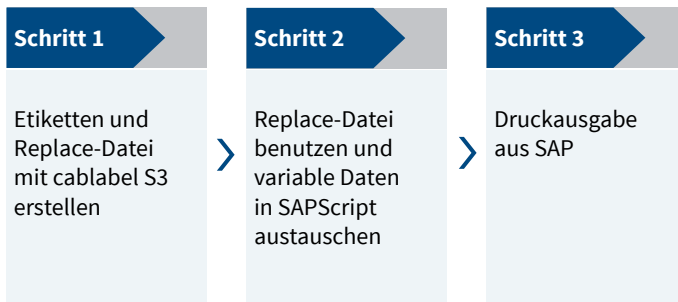 Schritt 1
Etiketten und
Replace-Datei
mit cablabel S3
erstellen
Schritt 2
Replace-Datei
benutzen und
variable Daten
in SAPScript
austauschen
Schritt 3
Druckausgabe
aus SAP